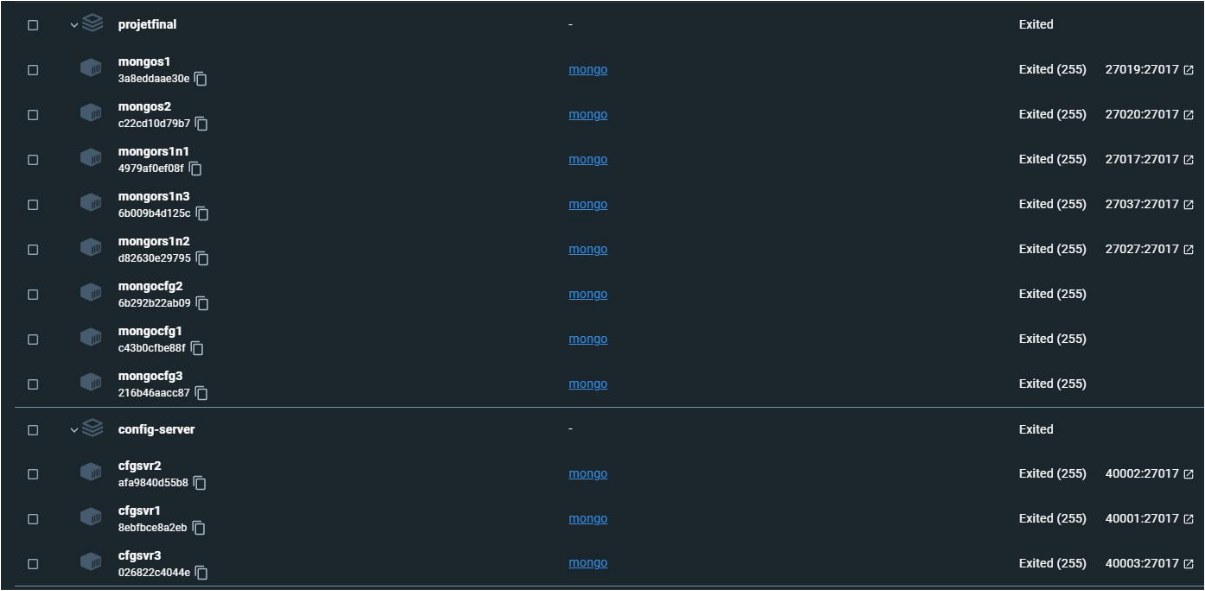 projetfinal - Exited
mongos1 mongo Exited (255) 27019:27017
3a8eddaae30e
mongos2 mongo Exited (255) 27020:27017
c22cd10d79b7
mongors1n1 mongo Exited (255) 27017:27017
4979af0ef08f
mongors1n3 mongo Exited (255) 27037:27017
6b009b4d125c
mongors1n2 mongo Exited (255) 27027:27017
d82630e29795
mongocfg2 mongo Exited (255)
6b292b22ab09
mongocfg1 mongo Exited (255)
c43b0cfbe88f
mongocfg3 mongo Exited (255)
216b46aacc87
config-server - Exited
cfgsvr2 mongo Exited (255) 40002:27017
afa9840d55b8
cfgsvr1 mongo Exited (255) 40001:27017
8ebfbce8a2eb
cfgsvr3 mongo Exited (255) 40003:27017
026822c4044e